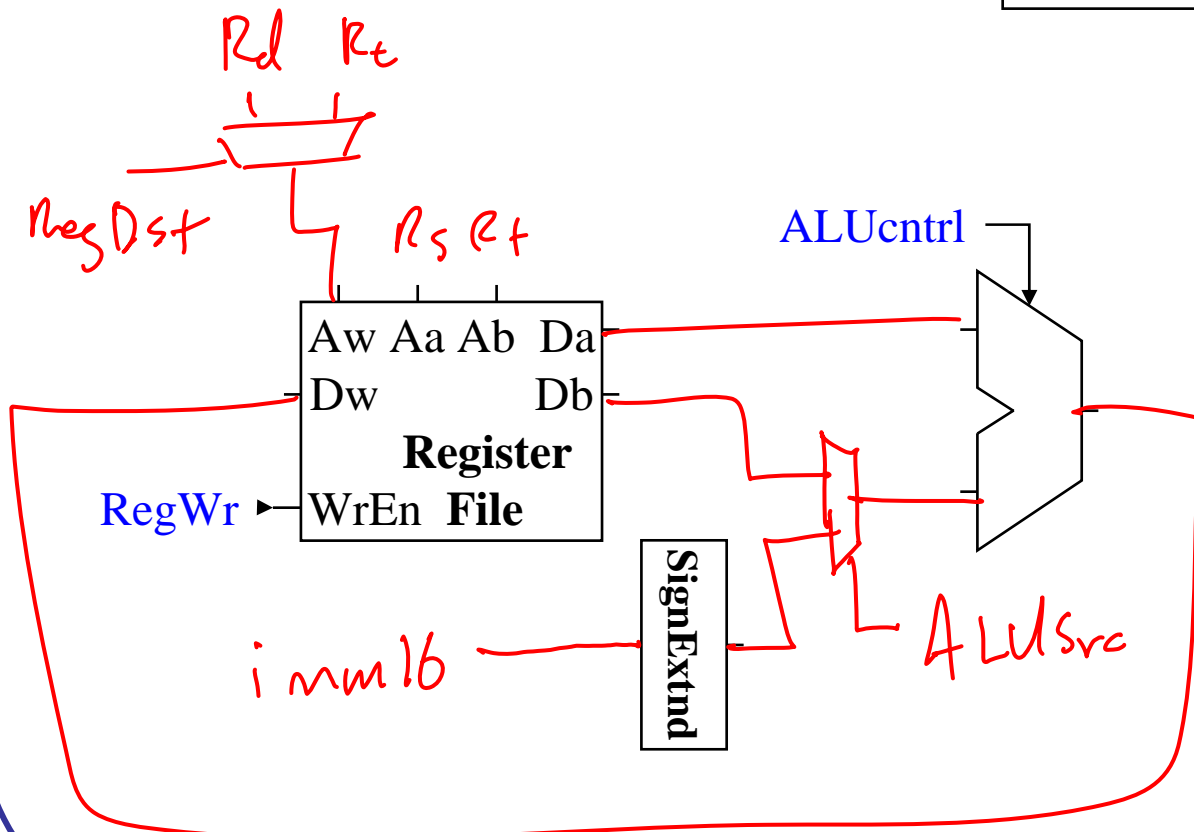 Rd Rt
RegDst
Rs Rt
ALUcntrl
Aw Aa Ab Da
Dw Db
Register
File
RegWr
WrEn
SignExtnd
imm16
ALUSrc